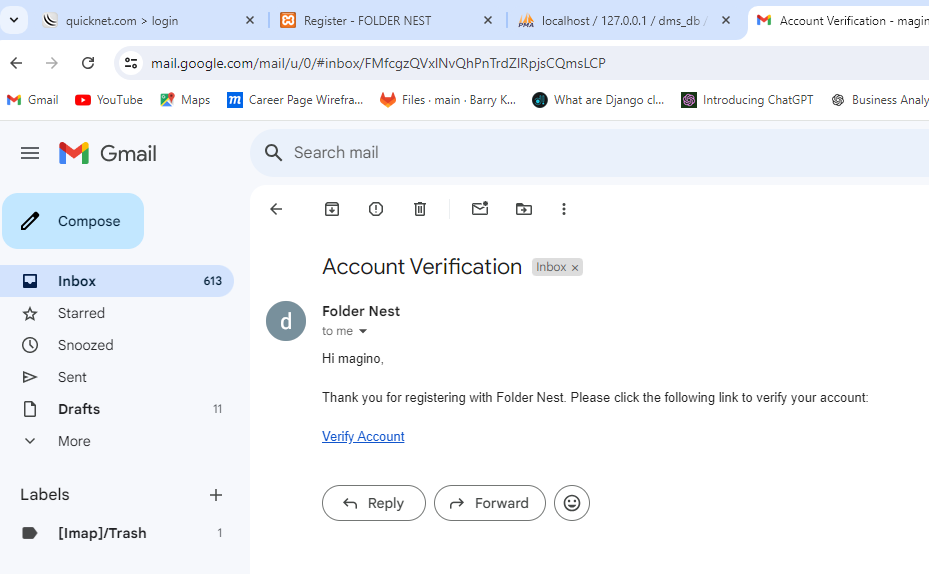 quicknet.com > login
Register - FOLDER NEST
PMA localhost / 127.0.0.1 / dms_db /
Account Verification - magin
mail.google.com/mail/u/0/#inbox/FMfcgzQVxlNvQhPnTrdZlRpjsCQmsLCP
Gmail
YouTube
Maps
m Career Page Wirefra...
Files · main · Barry K...
What are Django cl...
Introducing ChatGPT
Business Analy
Gmail
Search mail
Compose
Inbox 613
Starred
Snoozed
Sent
Drafts 11
More
Labels
[Imap]/Trash 1
Account Verification Inbox x
d
Folder Nest
to me
Hi magino,
Thank you for registering with Folder Nest. Please click the following link to verify your account:
Verify Account
Reply
Forward